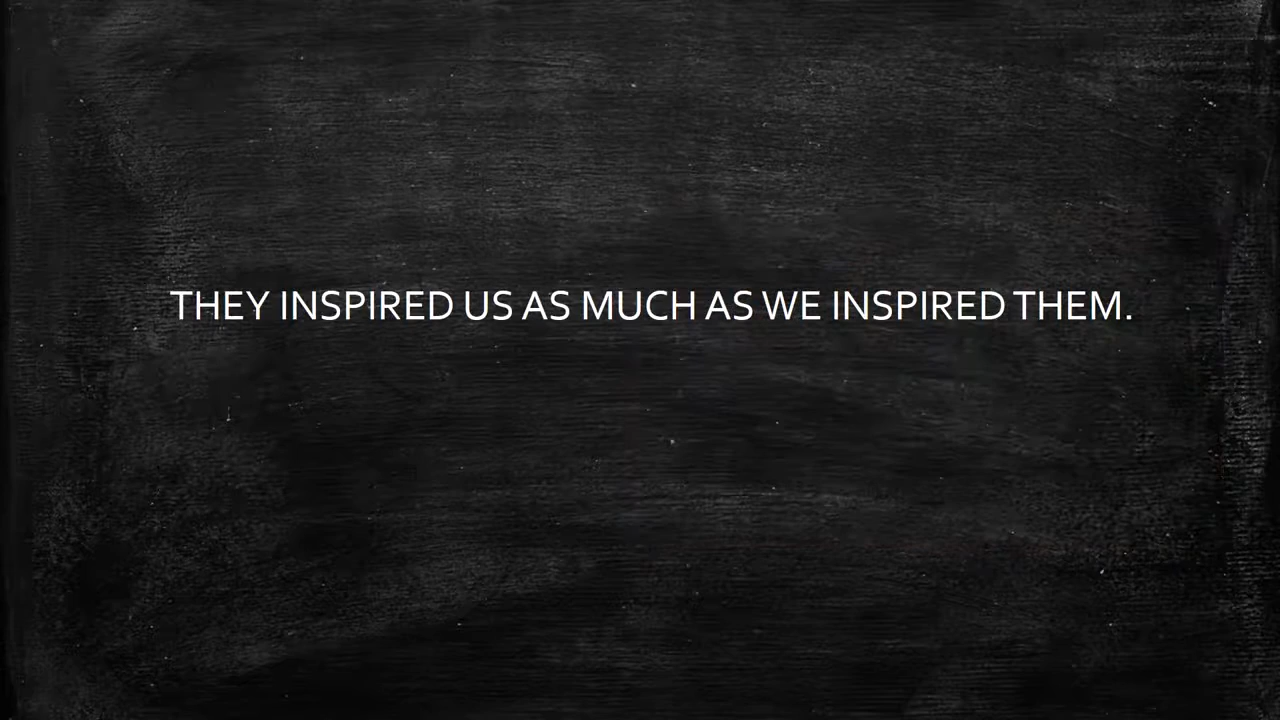 THEY INSPIRED US AS MUCH AS WE INSPIRED THEM.